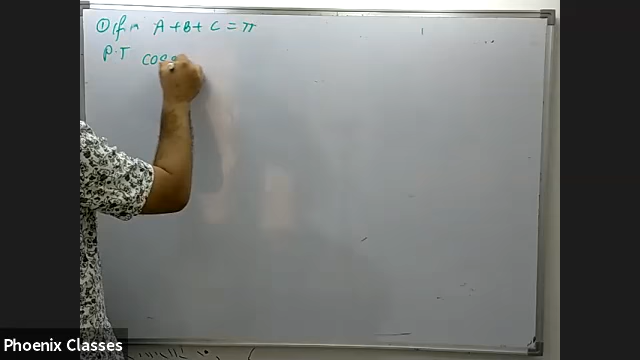 ① If A + B + C = π
P.T cos
Phoenix Classes